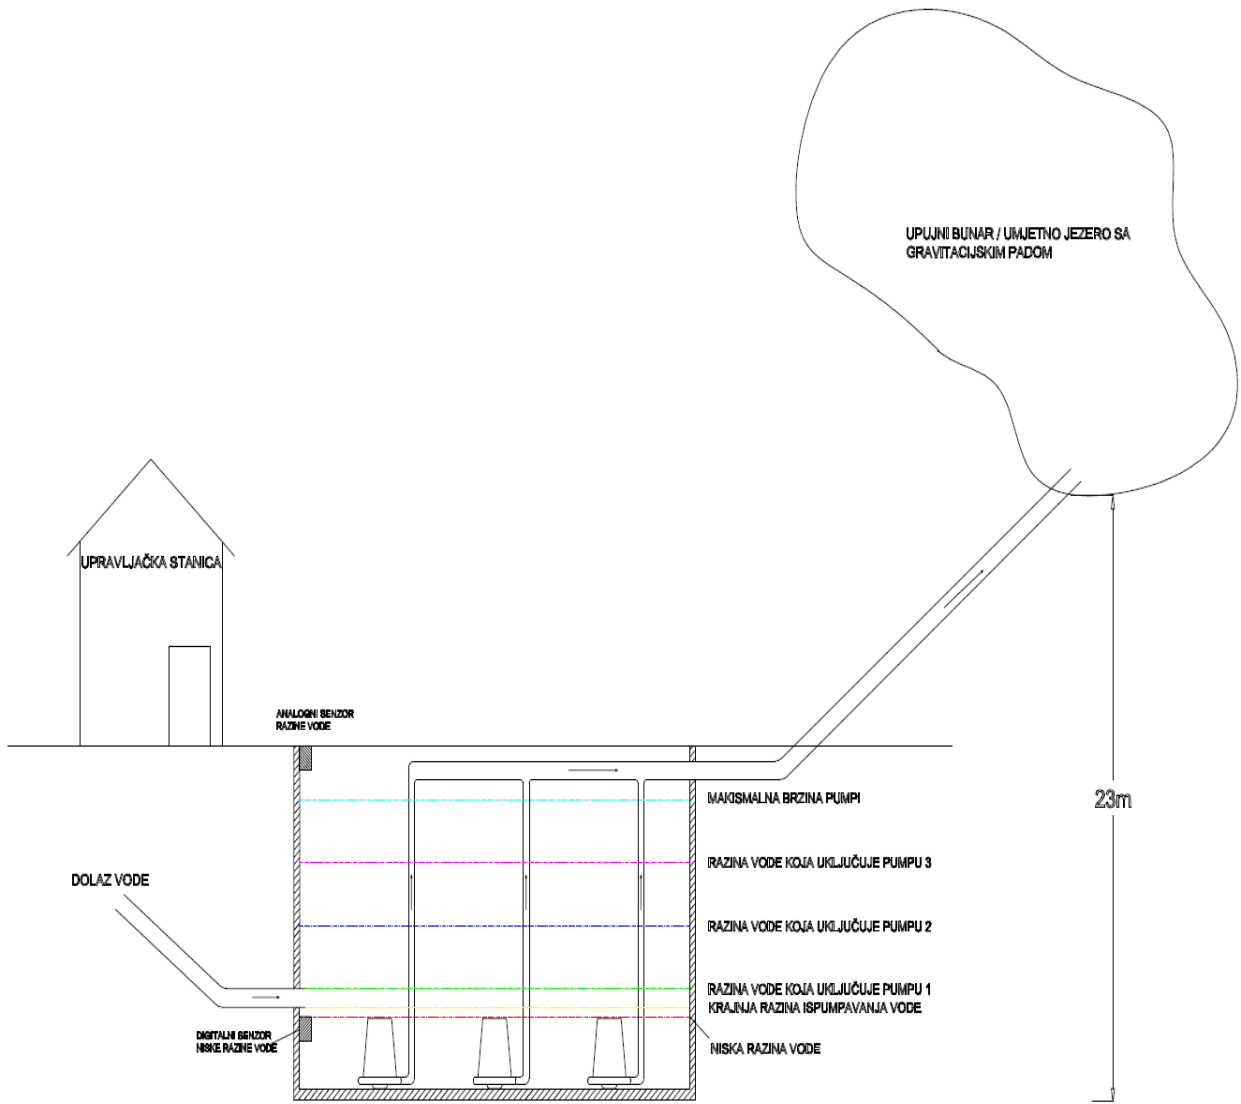 UPUJNI BUNAR / UMJETNO JEZERO SA
GRAVITACIJSKIM PADOM
UPRAVLJAČKA STANICA
ANALOGNI SENZOR
RAZINE VODE
MAKISMALNA BRZINA PUMPI
23m
RAZINA VODE KOJA UKLJUČUJE PUMPU 3
DOLAZ VODE
RAZINA VODE KOJA UKLJUČUJE PUMPU 2
RAZINA VODE KOJA UKLJUČUJE PUMPU 1
KRAJNJA RAZINA ISPUMPAVANJA VODE
DIGITALNI SENZOR
NISKE RAZINE VODE
NISKA RAZINA VODE